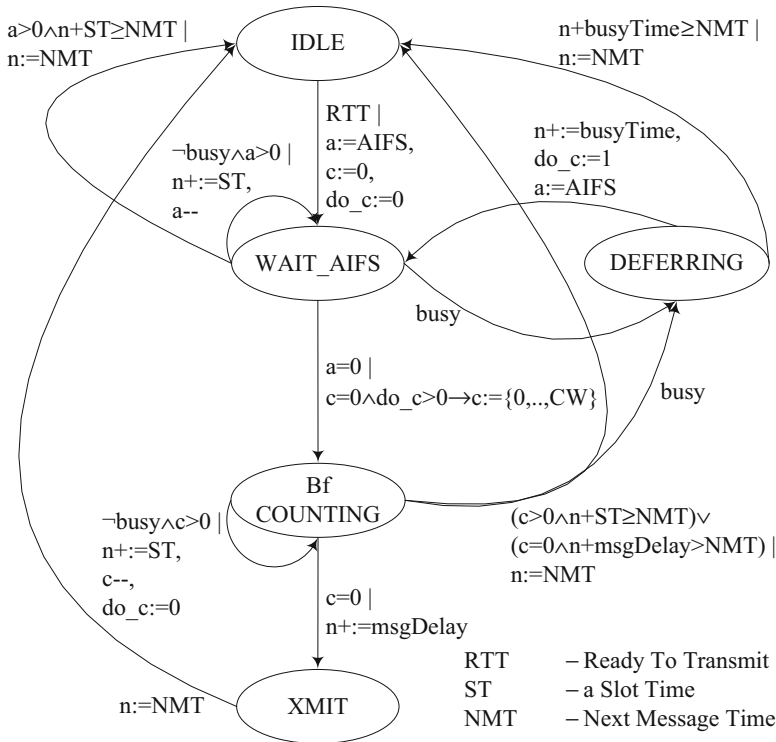 a>0∧n+ST≥NMT |
n:=NMT
IDLE
n+busyTime≥NMT |
n:=NMT
RTT |
a:=AIFS,
c:=0,
do_c:=0
¬busy∧a>0 |
n+:=ST,
a--
n+:=busyTime,
do_c:=1
a:=AIFS
WAIT_AIFS
DEFERRING
busy
a=0 |
c=0∧do_c>0→c:={0,..,CW}
busy
Bf
COUNTING
¬busy∧c>0 |
n+:=ST,
c--,
do_c:=0
(c>0∧n+ST≥NMT)∨
(c=0∧n+msgDelay>NMT) |
n:=NMT
c=0 |
n+:=msgDelay
n:=NMT
XMIT
RTT – Ready To Transmit
ST – a Slot Time
NMT – Next Message Time